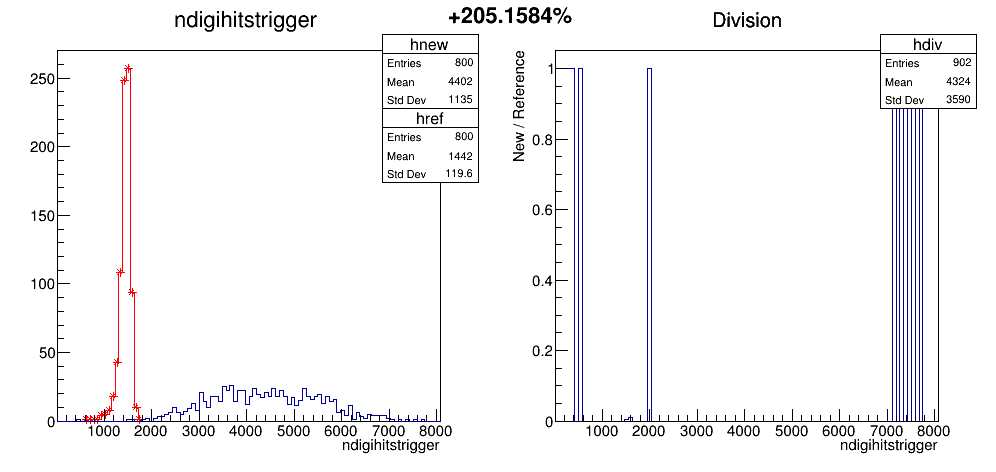 +205.1584%
ndigihitstrigger
hnew
Entries 800
Mean 4402
Std Dev 1135
href
Entries 800
Mean 1442
Std Dev 119.6
250
200
150
100
50
0
1000 2000 3000 4000 5000 6000 7000 8000
ndigihitstrigger
Division
hdiv
Entries 902
Mean 4324
Std Dev 3590
New / Reference
1
0.8
0.6
0.4
0.2
0
1000 2000 3000 4000 5000 6000 7000 8000
ndigihitstrigger